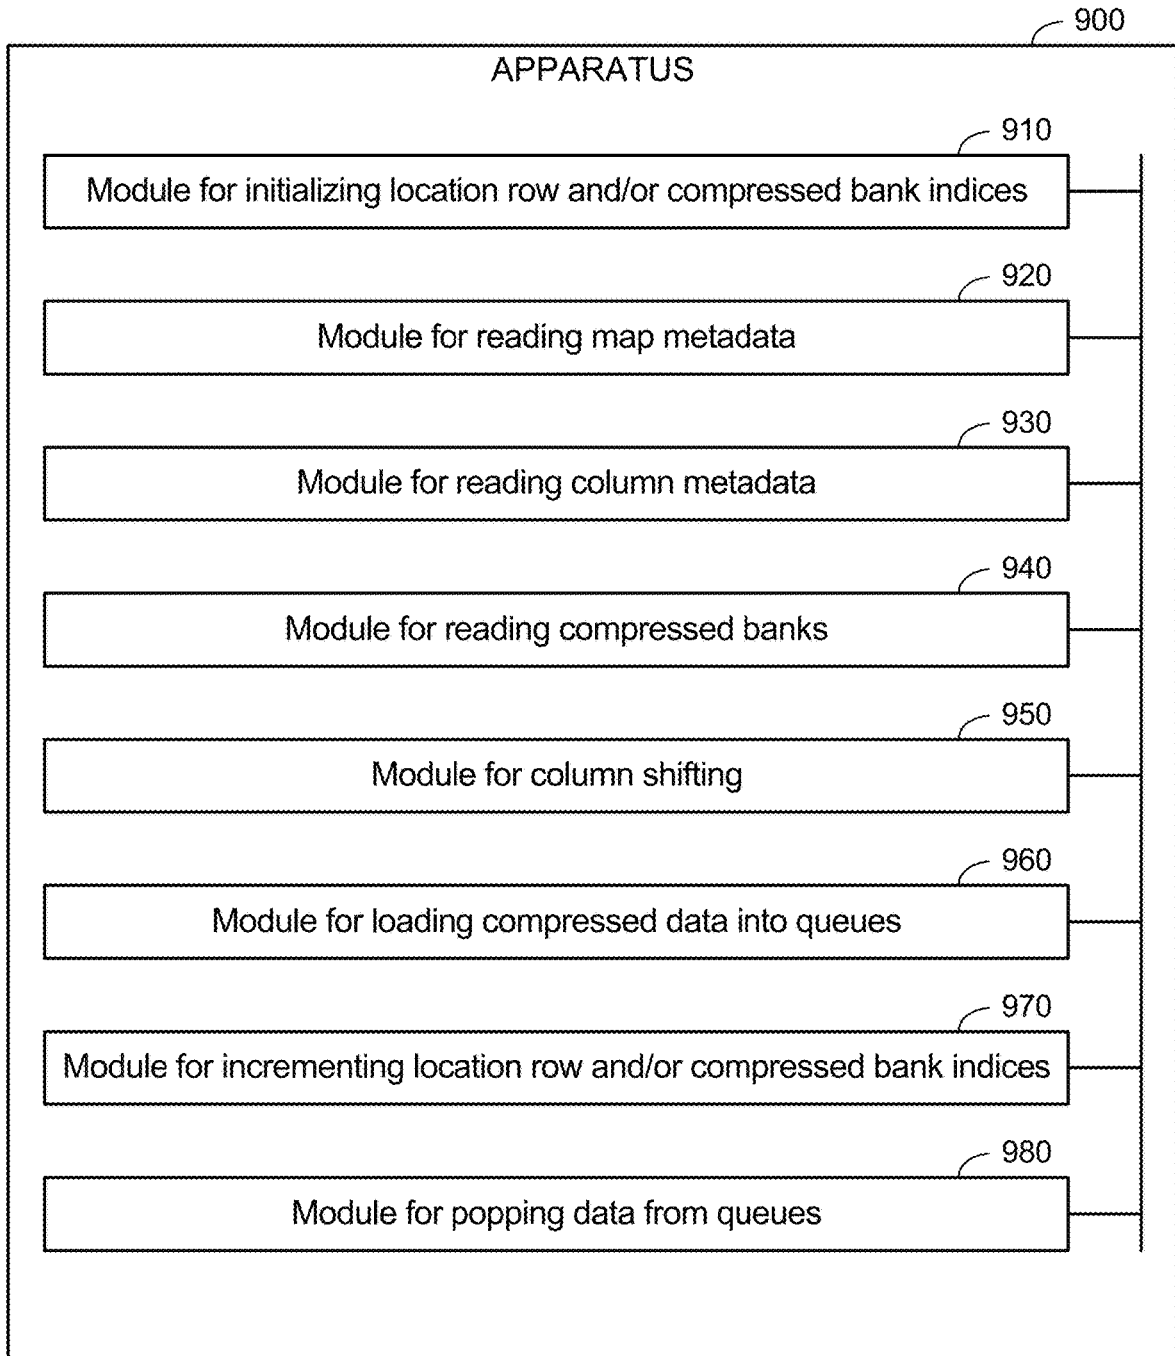 900
APPARATUS
910
Module for initializing location row and/or compressed bank indices
920
Module for reading map metadata
930
Module for reading column metadata
940
Module for reading compressed banks
950
Module for column shifting
960
Module for loading compressed data into queues
970
Module for incrementing location row and/or compressed bank indices
980
Module for popping data from queues